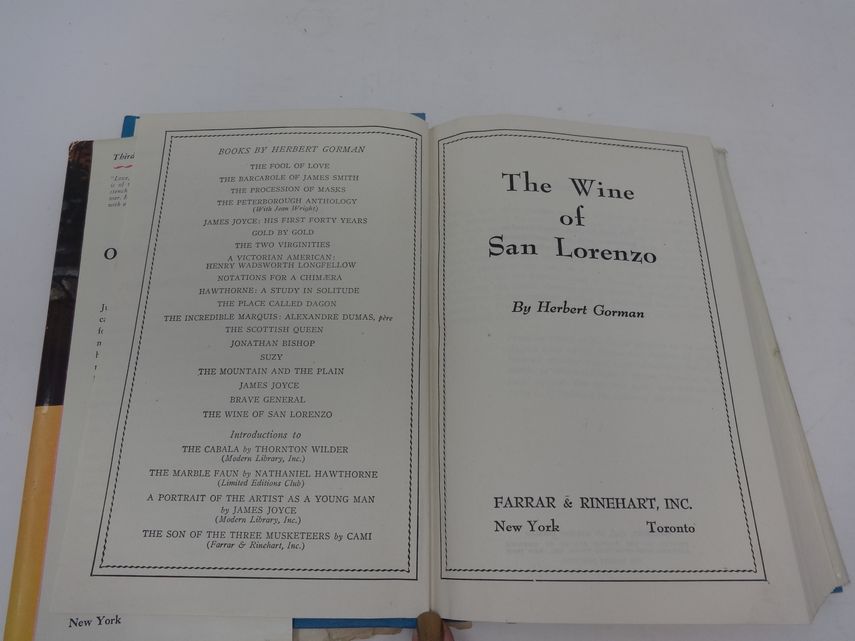 Third
O
New York
BOOKS BY HERBERT GORMAN
THE FOOL OF LOVE
THE BARCAROLE OF JAMES SMITH
THE PROCESSION OF MASKS
THE PETERBOROUGH ANTHOLOGY
(With Jean Wright)
JAMES JOYCE: HIS FIRST FORTY YEARS
GOLD BY GOLD
THE TWO VIRGINITIES
A VICTORIAN AMERICAN:
HENRY WADSWORTH LONGFELLOW
NOTATIONS FOR A CHIMÆRA
HAWTHORNE: A STUDY IN SOLITUDE
THE PLACE CALLED DAGON
THE INCREDIBLE MARQUIS: ALEXANDRE DUMAS, père
THE SCOTTISH QUEEN
JONATHAN BISHOP
SUZY
THE MOUNTAIN AND THE PLAIN
JAMES JOYCE
BRAVE GENERAL
THE WINE OF SAN LORENZO
Introductions to
THE CABALA by THORNTON WILDER
(Modern Library, Inc.)
THE MARBLE FAUN by NATHANIEL HAWTHORNE
(Limited Editions Club)
A PORTRAIT OF THE ARTIST AS A YOUNG MAN
by JAMES JOYCE
(Modern Library, Inc.)
THE SON OF THE THREE MUSKETEERS by CAMI
(Farrar & Rinehart, Inc.)
The Wine
of
San Lorenzo
By Herbert Gorman
FARRAR & RINEHART, INC.
New York Toronto